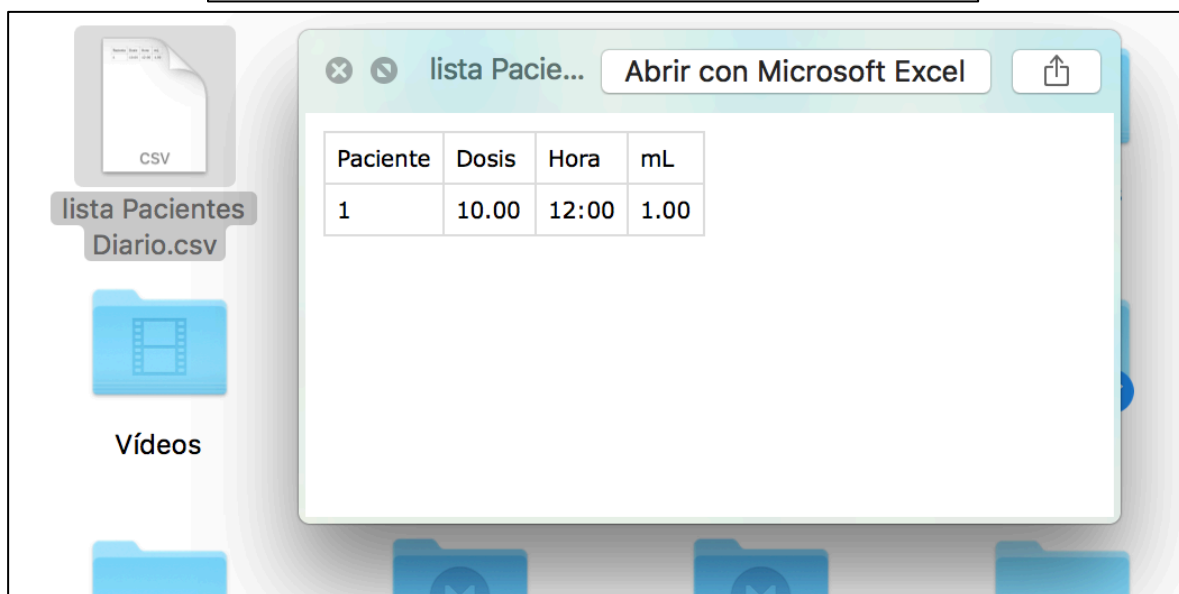 lista Pacie...
Abrir con Microsoft Excel
Paciente Dosis Hora mL
1 10.00 12:00 1.00
CSV
lista Pacientes
Diario.csv
Vídeos